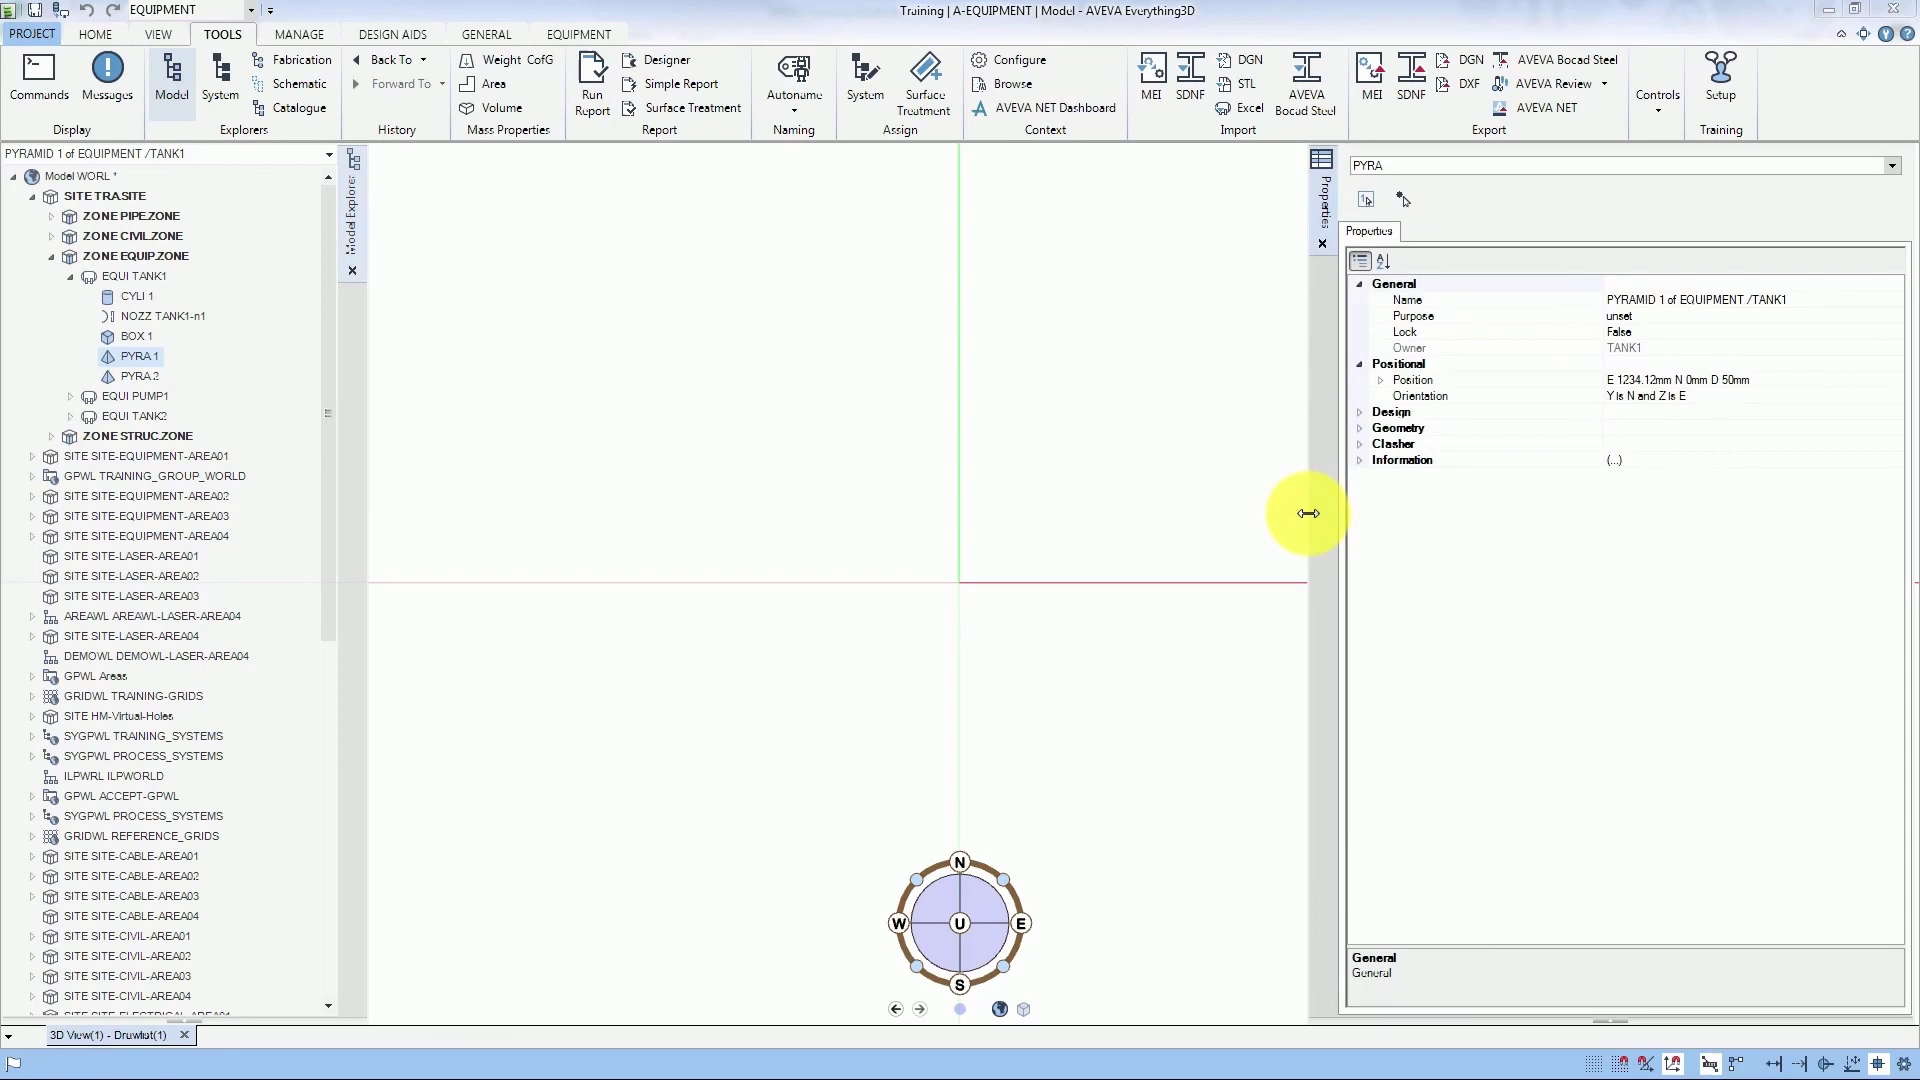 EQUIPMENT
Training | A-EQUIPMENT | Model - AVEVA Everything3D
PROJECT HOME VIEW TOOLS MANAGE DESIGN AIDS GENERAL EQUIPMENT
Commands
Messages
Display
Model
System
Fabrication
Schematic
Catalogue
Explorers
Back To
Forward To
History
Weight CofG
Area
Volume
Mass Properties
Run Report
Designer
Simple Report
Surface Treatment
Report
Autoname
Naming
System
Surface Treatment
Assign
Configure
Browse
AVEVA NET Dashboard
Context
MEI
SDNF
DGN
STL
Excel
AVEVA Bocad Steel
Import
MEI
SDNF
DGN
DXF
AVEVA Bocad Steel
AVEVA Review
AVEVA NET
Export
Controls
Setup
Training
PYRAMID 1 of EQUIPMENT /TANK1
Model WORL *
SITE TRA.SITE
ZONE PIPE.ZONE
ZONE CIVIL.ZONE
ZONE EQUIP.ZONE
EQUI TANK1
CYLI 1
NOZZ TANK1-n1
BOX 1
PYRA 1
PYRA 2
EQUI PUMP1
EQUI TANK2
ZONE STRUC.ZONE
SITE SITE-EQUIPMENT-AREA01
GPWL TRAINING_GROUP_WORLD
SITE SITE-EQUIPMENT-AREA02
SITE SITE-EQUIPMENT-AREA03
SITE SITE-EQUIPMENT-AREA04
SITE SITE-LASER-AREA01
SITE SITE-LASER-AREA02
SITE SITE-LASER-AREA03
AREAWL AREAWL-LASER-AREA04
SITE SITE-LASER-AREA04
DEMOWL DEMOWL-LASER-AREA04
GPWL Areas
GRIDWL TRAINING-GRIDS
SITE HM-Virtual-Holes
SYGPWL TRAINING_SYSTEMS
SYGPWL PROCESS_SYSTEMS
ILPWRL ILPWORLD
GPWL ACCEPT-GPWL
SYGPWL PROCESS_SYSTEMS
GRIDWL REFERENCE_GRIDS
SITE SITE-CABLE-AREA01
SITE SITE-CABLE-AREA02
SITE SITE-CABLE-AREA03
SITE SITE-CABLE-AREA04
SITE SITE-CIVIL-AREA01
SITE SITE-CIVIL-AREA02
SITE SITE-CIVIL-AREA03
SITE SITE-CIVIL-AREA04
Model Explorer
N
W U E
S
Properties
PYRA
Properties
General
Name PYRAMID 1 of EQUIPMENT /TANK1
Purpose unset
Lock False
Owner TANK1
Positional
Position E 1234.12mm N 0mm D 50mm
Orientation Y is N and Z is E
Design
Geometry
Clasher
Information (...)
General
General
3D View(1) - Drawlist(1)